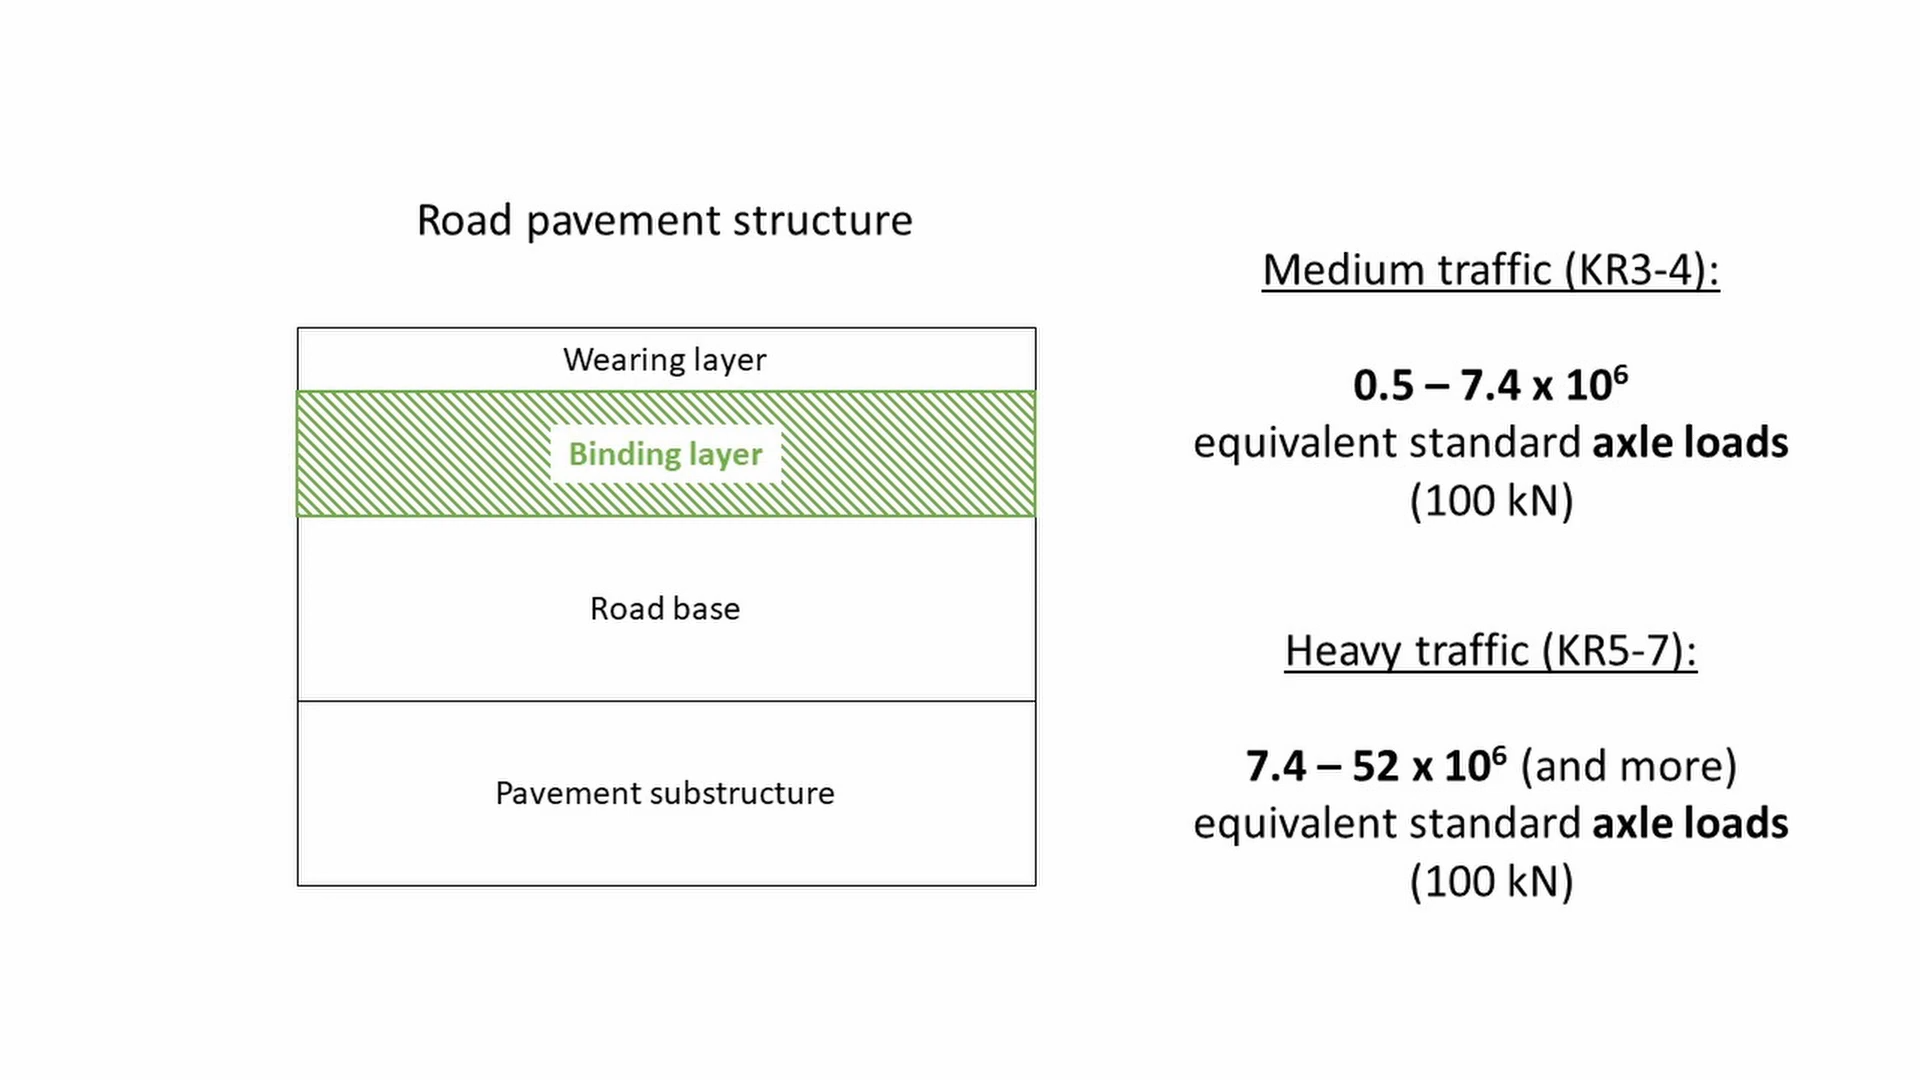 Road pavement structure
Wearing layer
Binding layer
Road base
Pavement substructure
Medium traffic (KR3-4):
0.5 – 7.4 x 10⁶
equivalent standard axle loads
(100 kN)
Heavy traffic (KR5-7):
7.4 – 52 x 10⁶ (and more)
equivalent standard axle loads
(100 kN)